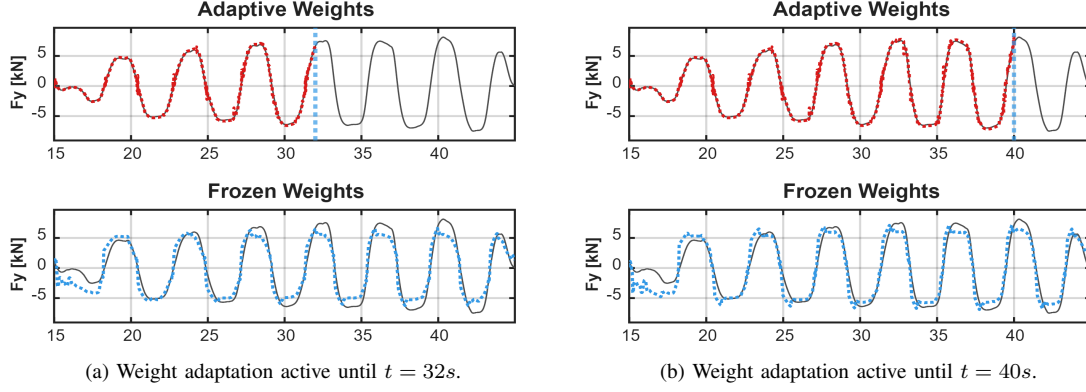 Adaptive Weights
Fy [kN]
5
0
-5
15 20 25 30 35 40
Frozen Weights
Fy [kN]
5
0
-5
15 20 25 30 35 40
(a) Weight adaptation active until t = 32s.
Adaptive Weights
Fy [kN]
5
0
-5
15 20 25 30 35 40
Frozen Weights
Fy [kN]
5
0
-5
15 20 25 30 35 40
(b) Weight adaptation active until t = 40s.